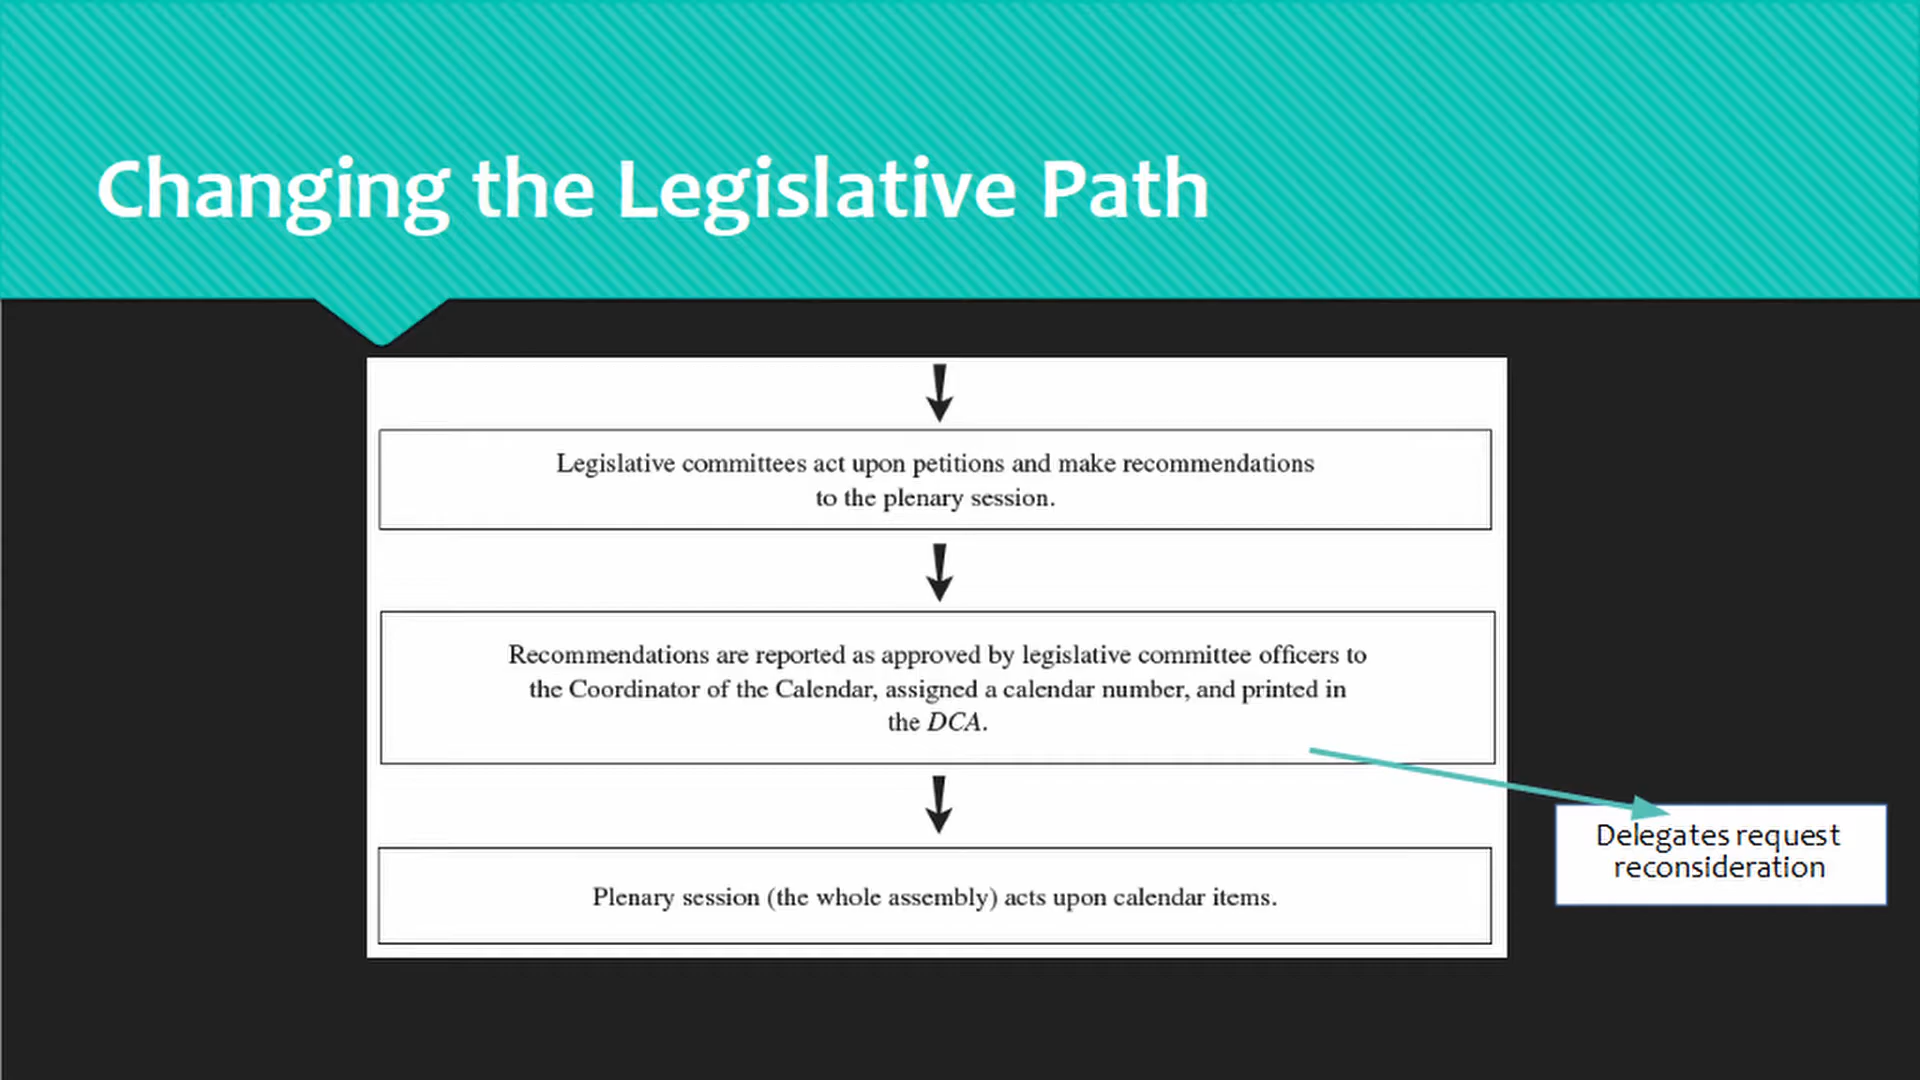 Changing the Legislative Path
Legislative committees act upon petitions and make recommendations
to the plenary session.
Recommendations are reported as approved by legislative committee officers to
the Coordinator of the Calendar, assigned a calendar number, and printed in
the DCA.
Delegates request
reconsideration
Plenary session (the whole assembly) acts upon calendar items.